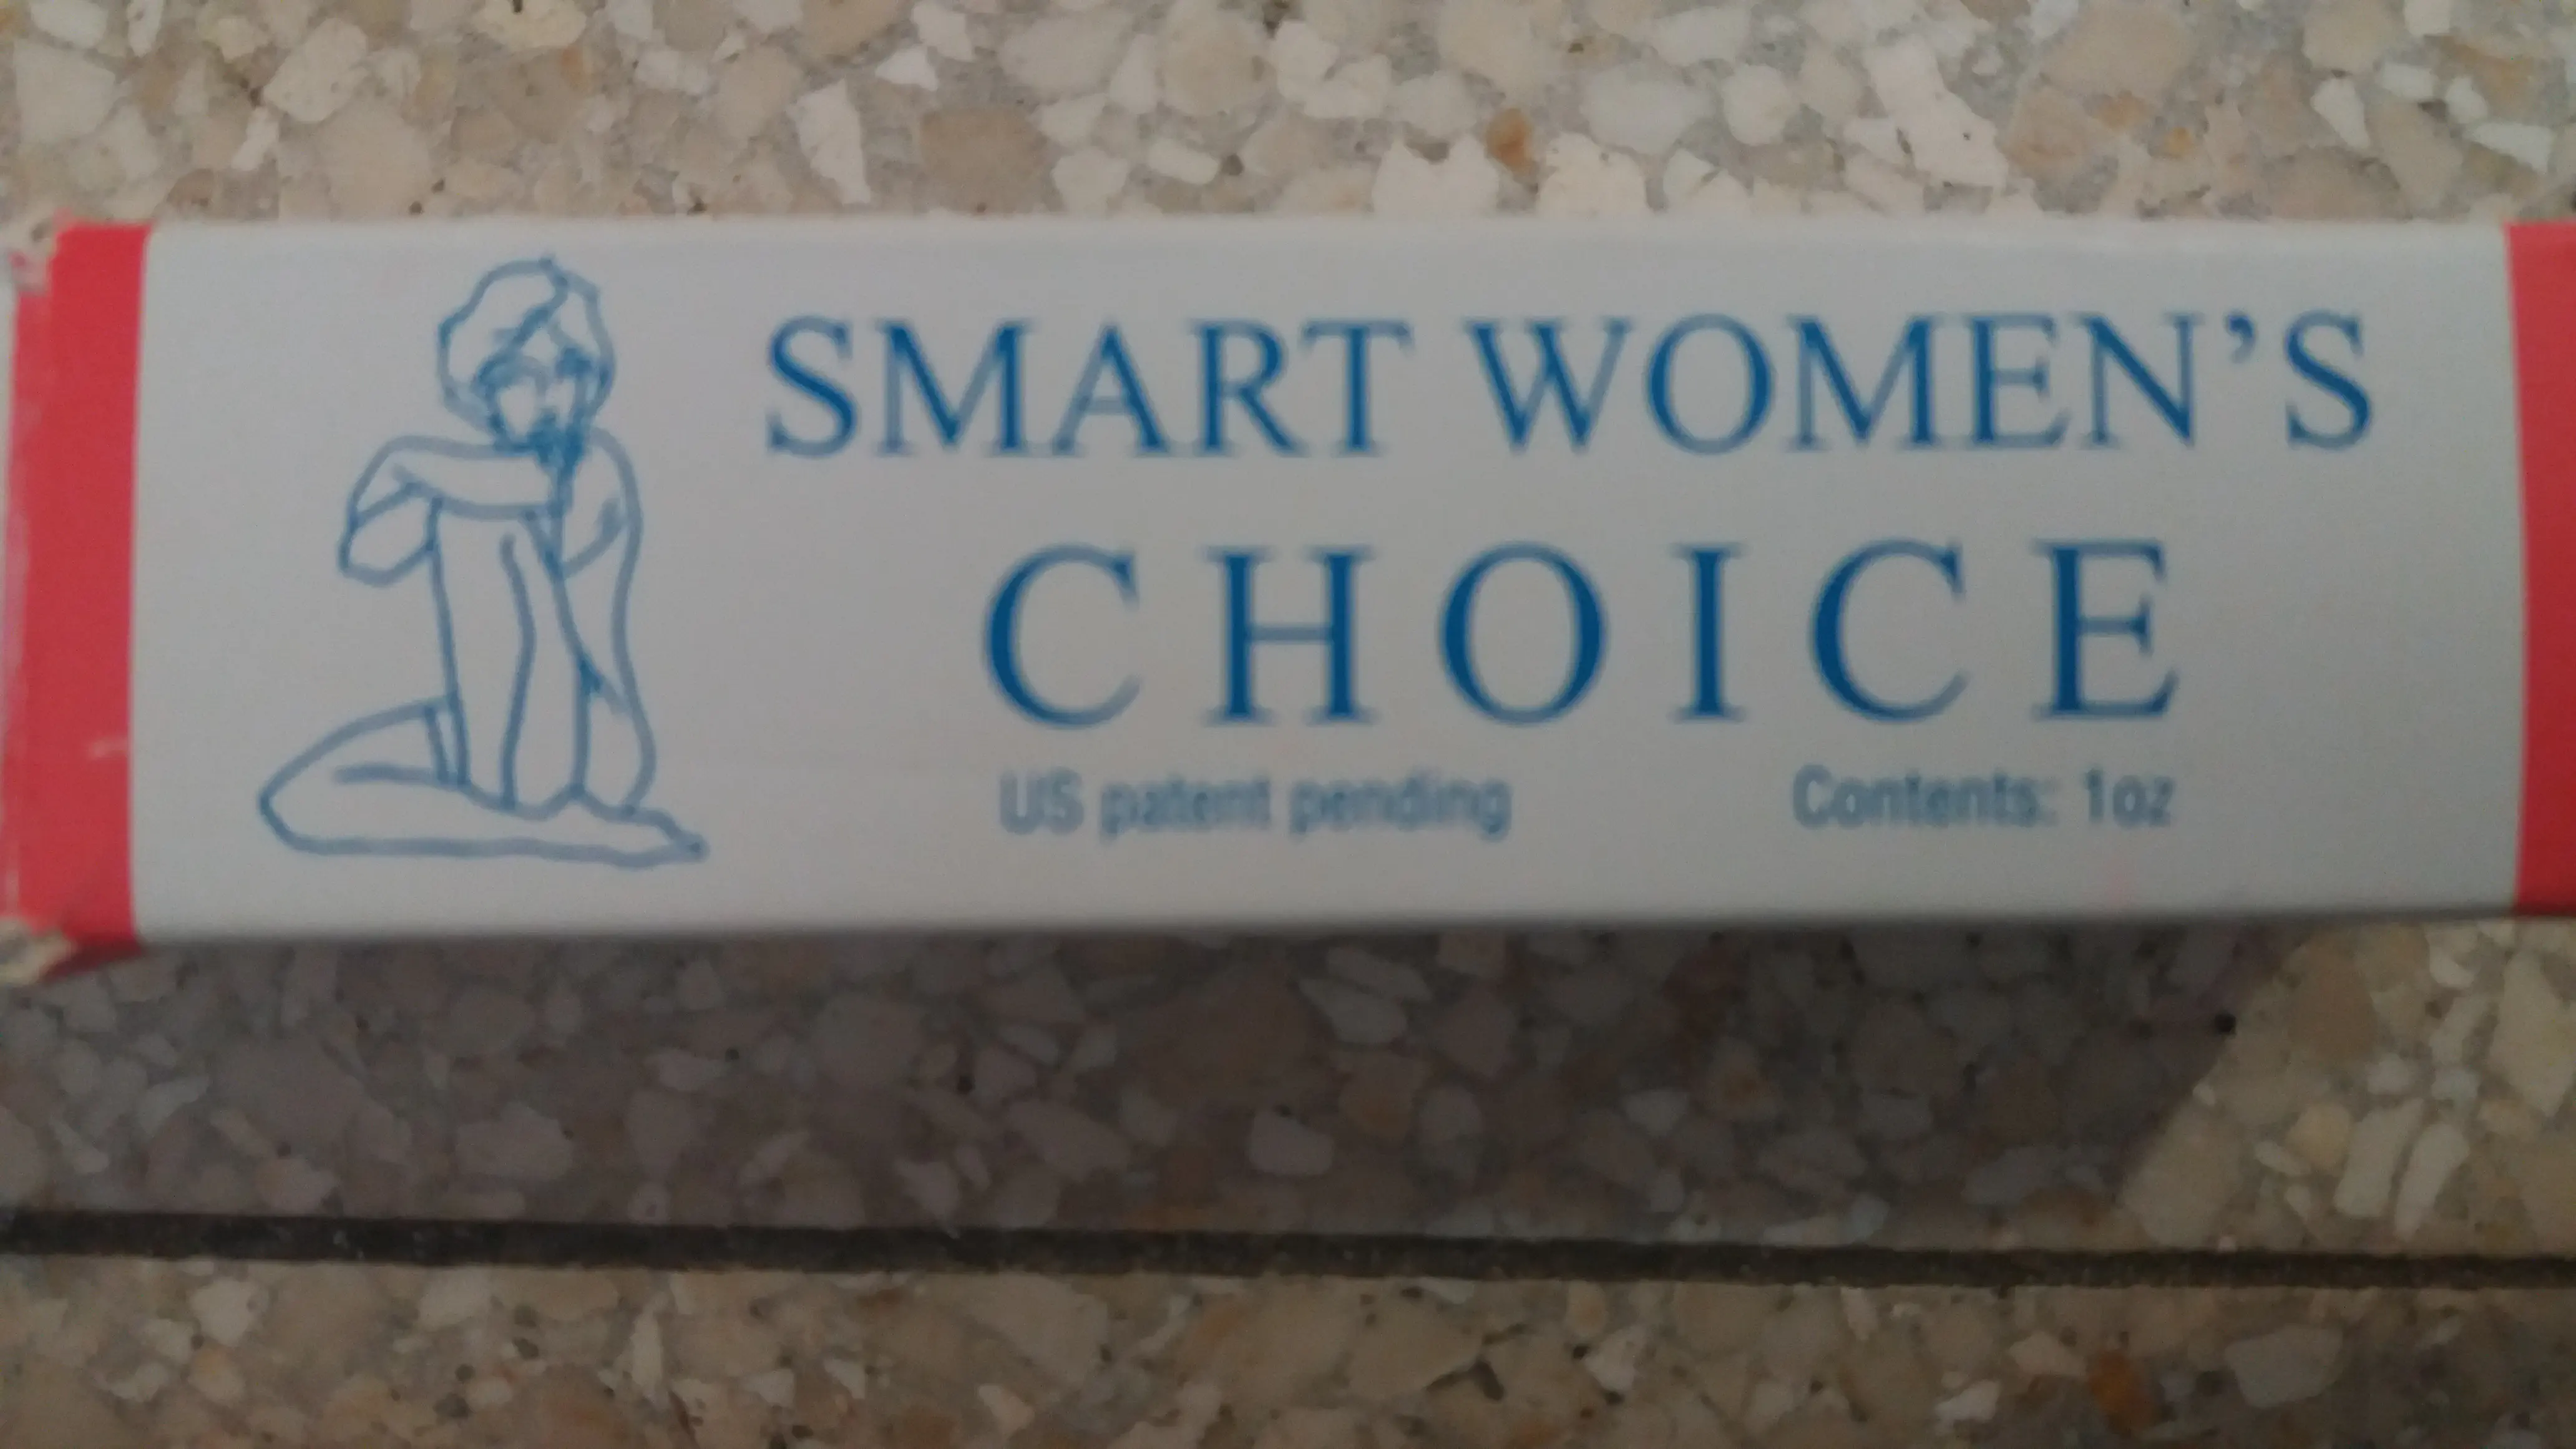 SMART WOMEN'S
CHOICE
US patent pending Contents: 1oz